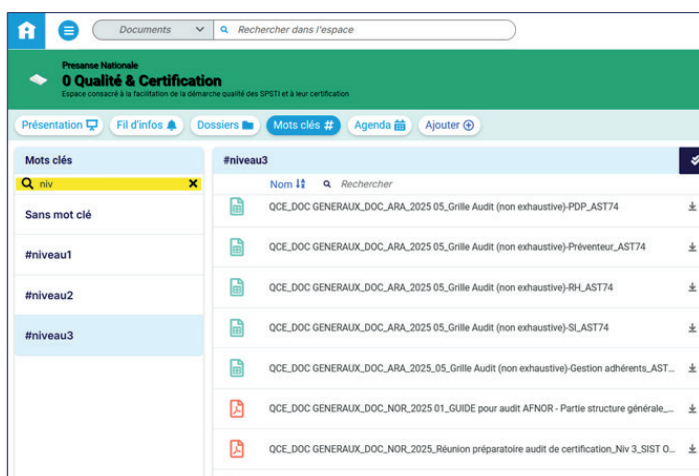 Documents
Rechercher dans l'espace
Presanse Nationale
0 Qualité & Certification
Espace consacré à la facilitation de la démarche qualité des SPSTI et à leur certification
Présentation
Fil d'infos
Dossiers
Mots clés #
Agenda
Ajouter
Mots clés
niv
Sans mot clé
#niveau1
#niveau2
#niveau3
#niveau3
Nom
Rechercher
QCE_DOC GENERAUX_DOC_ARA_2025 05_Grille Audit (non exhaustive)-PDP_AST74
QCE_DOC GENERAUX_DOC_ARA_2025 05_Grille Audit (non exhaustive)-Préventeur_AST74
QCE_DOC GENERAUX_DOC_ARA_2025 05_Grille Audit (non exhaustive)-RH_AST74
QCE_DOC GENERAUX_DOC_ARA_2025 05_Grille Audit (non exhaustive)-SI_AST74
QCE_DOC GENERAUX_DOC_ARA_2025_05_Grille Audit (non exhaustive)-Gestion adhérents_AST...
QCE_DOC GENERAUX_DOC_NOR_2025 01_GUIDE pour audit AFNOR - Partie structure générale_...
QCE_DOC GENERAUX_DOC_NOR_2025_Réunion préparatoire audit de certification_Niv 3_SIST O...